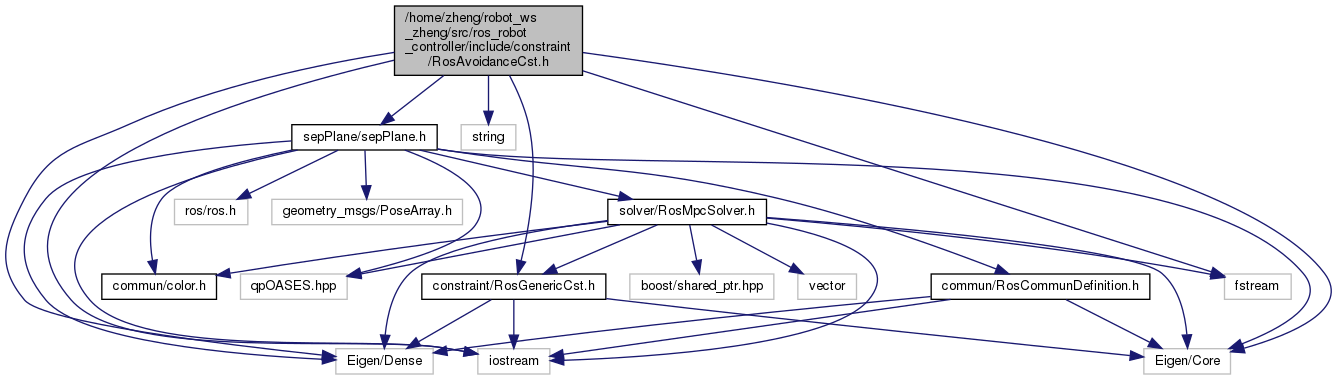 /home/zheng/robot_ws
_zheng/src/ros_robot
_controller/include/constraint
/RosAvoidanceCst.h
sepPlane/sepPlane.h
string
ros/ros.h
geometry_msgs/PoseArray.h
solver/RosMpcSolver.h
commun/color.h
qpOASES.hpp
constraint/RosGenericCst.h
boost/shared_ptr.hpp
vector
commun/RosCommunDefinition.h
fstream
Eigen/Dense
iostream
Eigen/Core